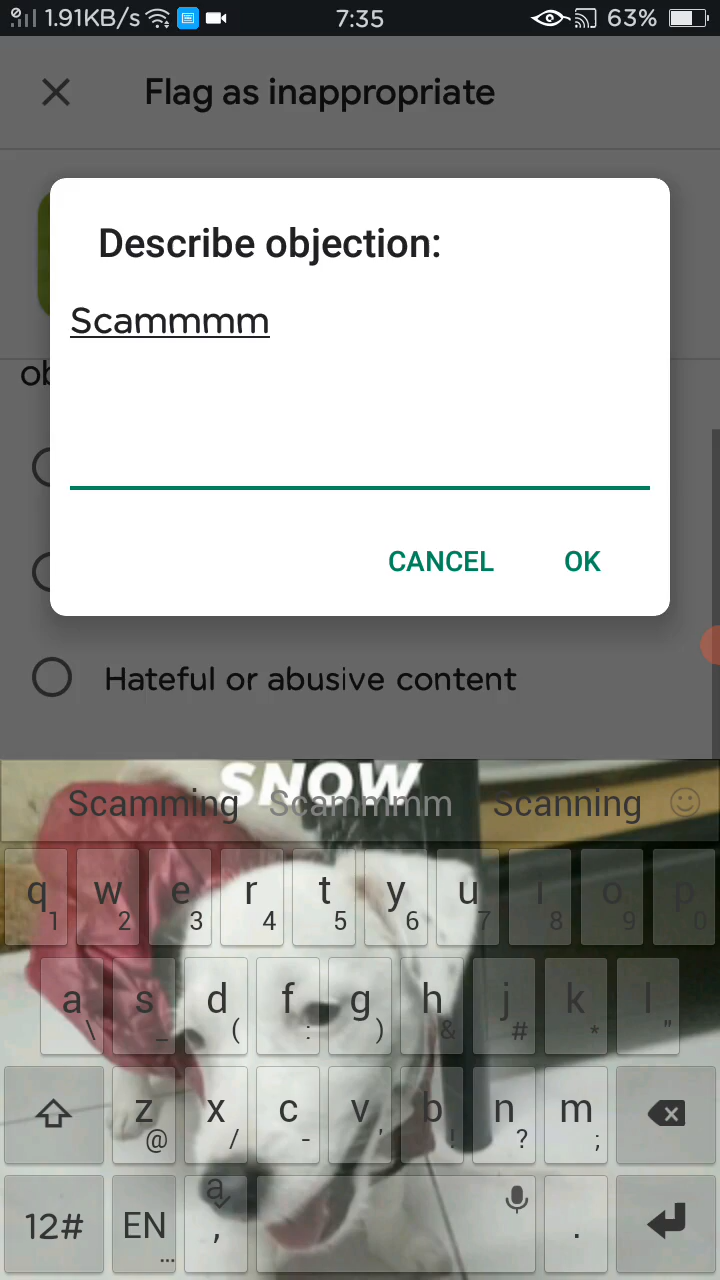 1.91KB/s 7:35 63%
Flag as inappropriate
Describe objection:
Scammmm
ob
CANCEL OK
Hateful or abusive content
SNOW
Scamming Scammmm Scanning
q w e r t y u i o p
1 2 3 4 5 6 7 8 9 0
a s d f g h j k l
\ _ ( : ) & # * "
z x c v b n m
@ / - ' ! ? ;
12# EN... , .